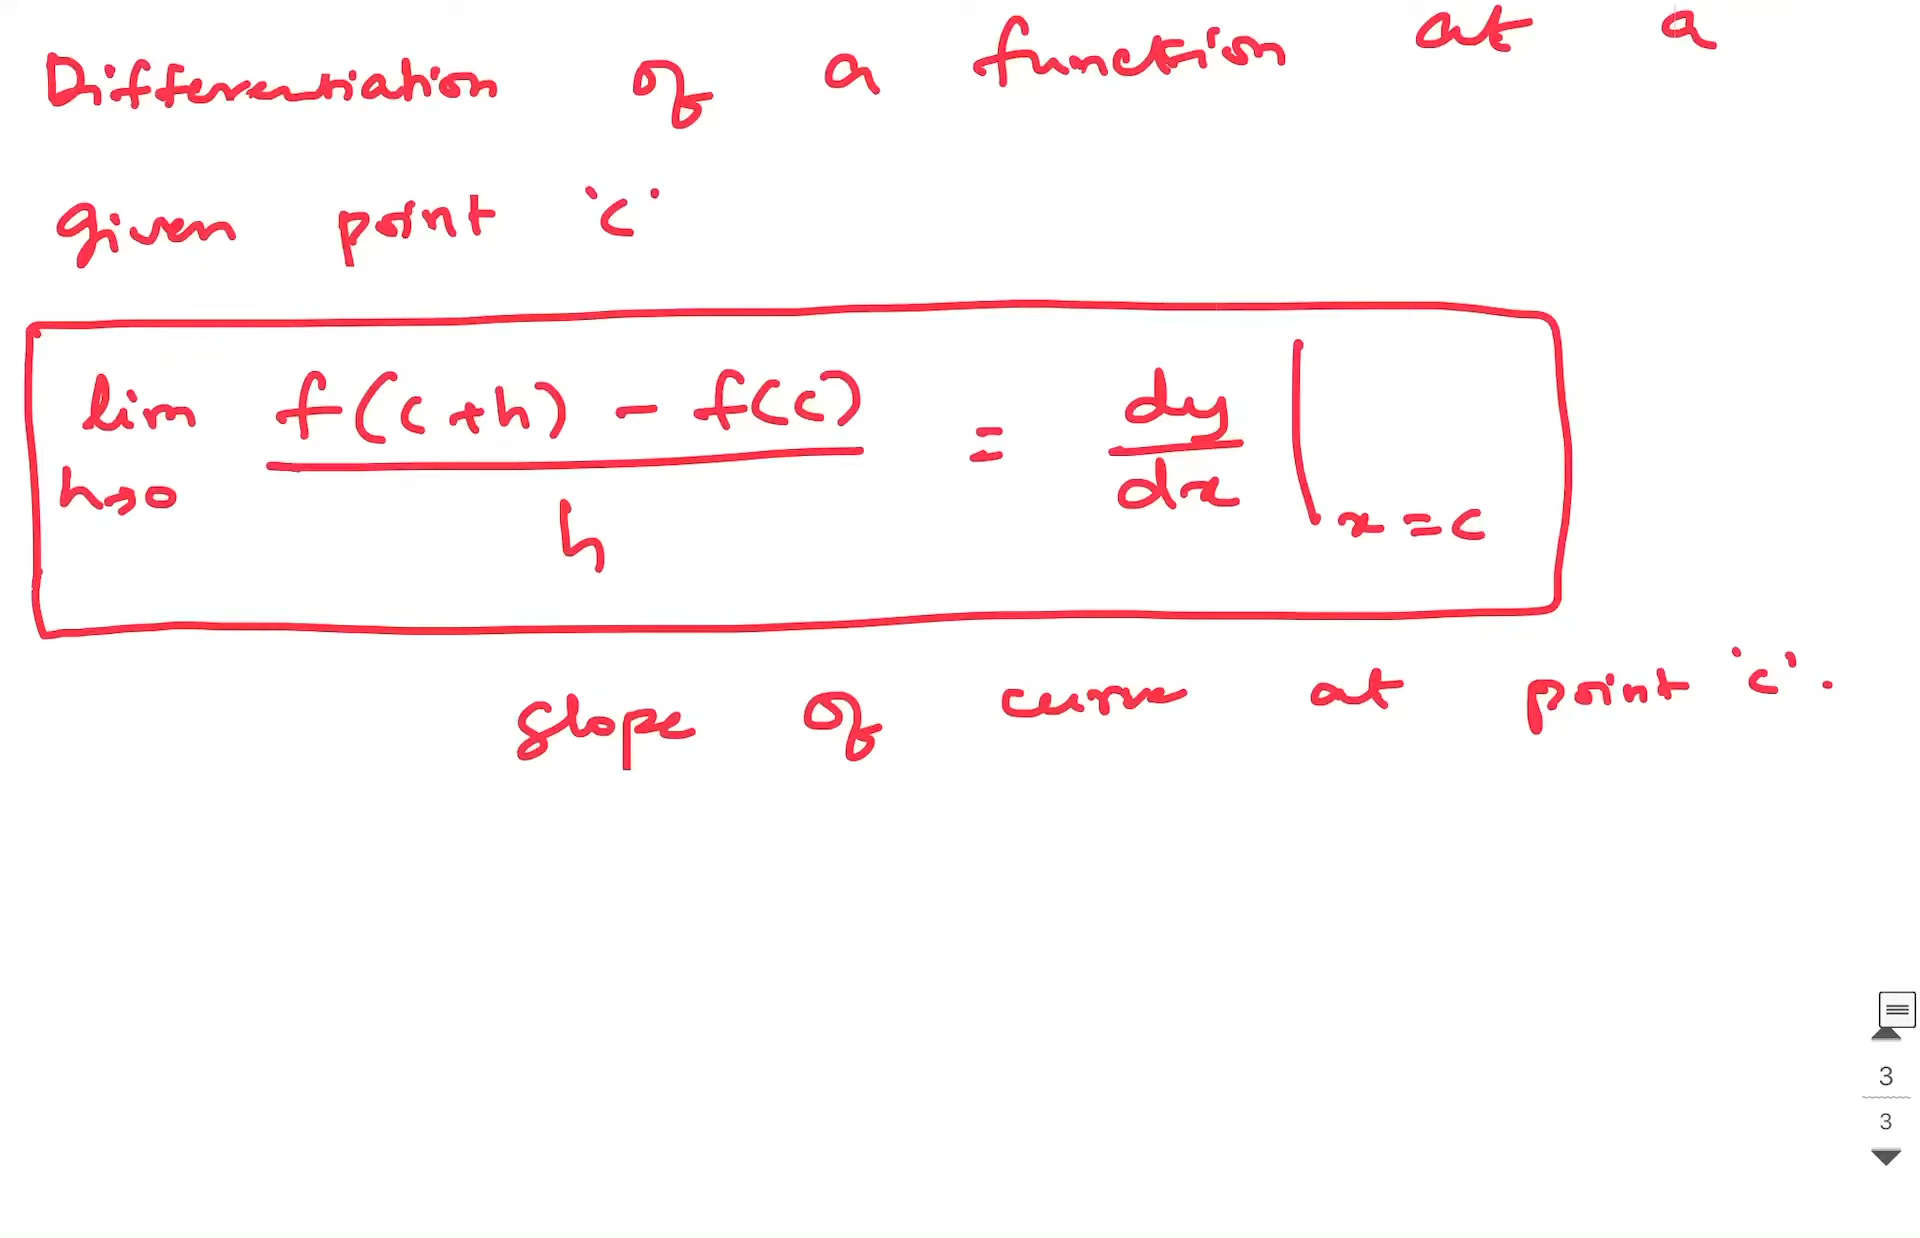 Differentiation of a function at a
given point 'c'
lim f(c+h) - f(c) = dy |
h→0 h dx x=c
slope of curve at point 'c'.
3
3